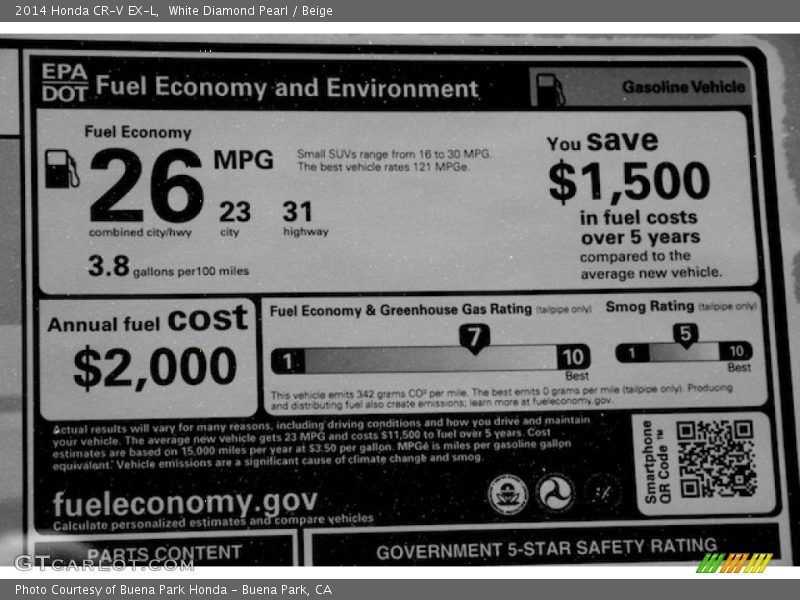 2014 Honda CR-V EX-L, White Diamond Pearl / Beige
EPA
DOT
Fuel Economy and Environment
Gasoline Vehicle
Fuel Economy
26 MPG
combined city/hwy
23
city
31
highway
3.8 gallons per 100 miles
Small SUVs range from 16 to 30 MPG.
The best vehicle rates 121 MPGe.
You save
$1,500
in fuel costs
over 5 years
compared to the
average new vehicle.
Annual fuel cost
$2,000
Fuel Economy & Greenhouse Gas Rating (tailpipe only)
1 7 10
Best
Smog Rating (tailpipe only)
1 5 10
Best
This vehicle emits 342 grams CO² per mile. The best emits 0 grams per mile (tailpipe only). Producing
and distributing fuel also create emissions; learn more at fueleconomy.gov.
Actual results will vary for many reasons, including driving conditions and how you drive and maintain
your vehicle. The average new vehicle gets 23 MPG and costs $11,500 to fuel over 5 years. Cost
estimates are based on 15,000 miles per year at $3.50 per gallon. MPGe is miles per gasoline gallon
equivalent. Vehicle emissions are a significant cause of climate change and smog.
fueleconomy.gov
Calculate personalized estimates and compare vehicles
Smartphone
QR Code™
PARTS CONTENT
GOVERNMENT 5-STAR SAFETY RATING
GTCARLOT.COM
Photo Courtesy of Buena Park Honda - Buena Park, CA